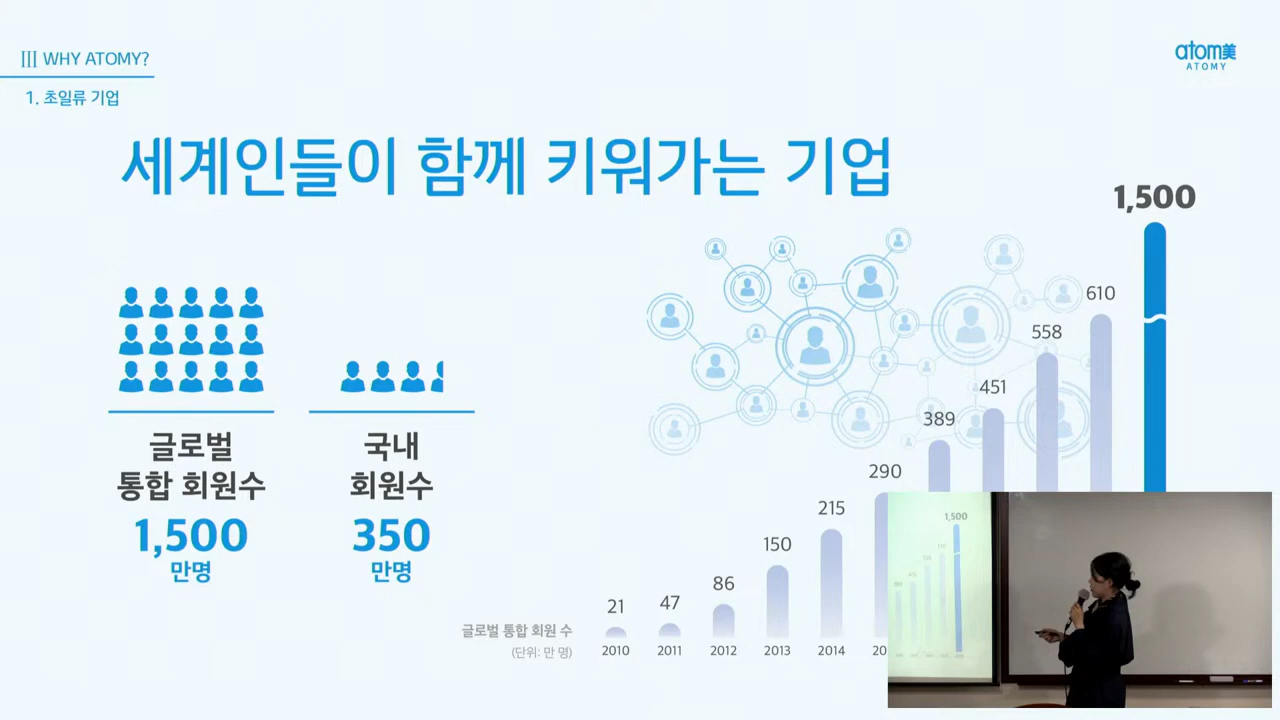 III WHY ATOMY?
1. 초일류 기업
atom美
ATOMY
세계인들이 함께 키워가는 기업
글로벌
통합 회원수
1,500
만명
국내
회원수
350
만명
1,500
610
558
451
389
290
215
150
86
47
21
글로벌 통합 회원 수
(단위: 만 명)
2010 2011 2012 2013 2014 20
1,500